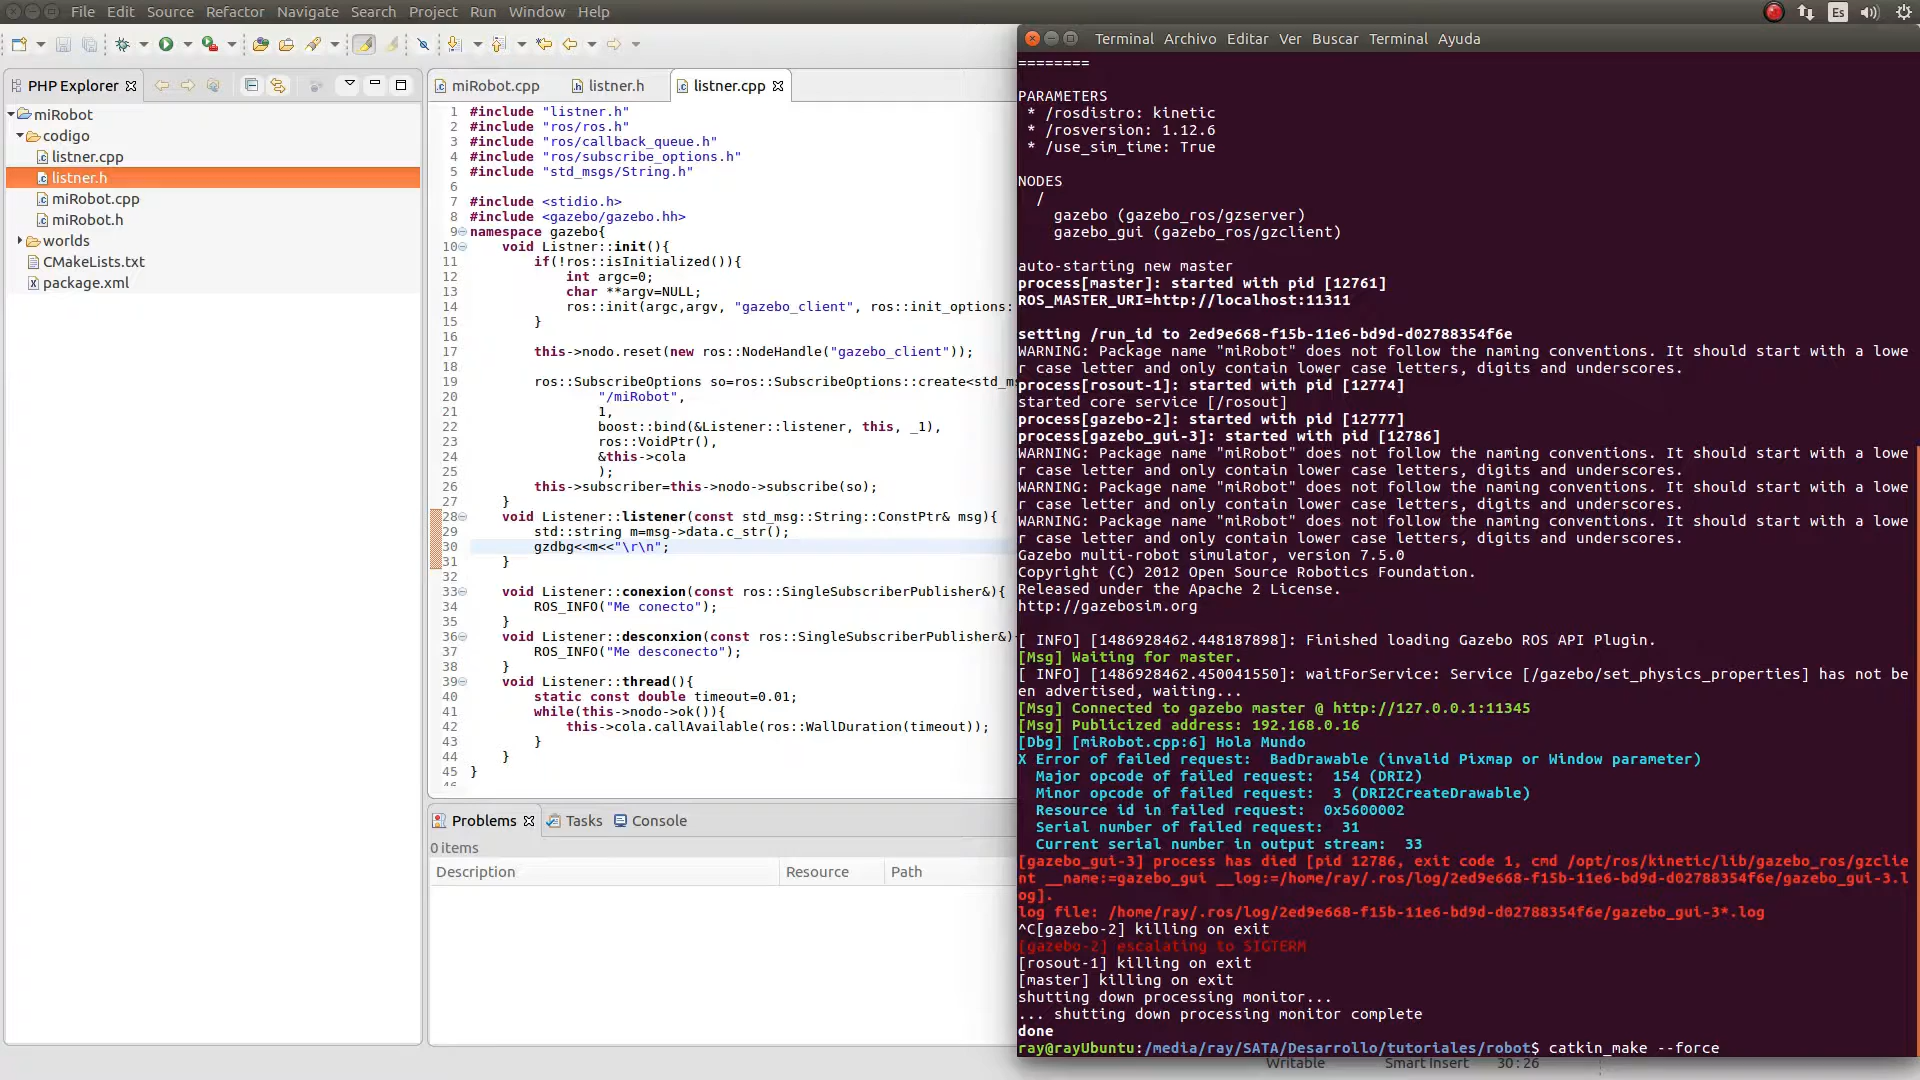 File Edit Source Refactor Navigate Search Project Run Window Help
Es
PHP Explorer
miRobot
codigo
listner.cpp
listner.h
miRobot.cpp
miRobot.h
worlds
CMakeLists.txt
package.xml
miRobot.cpp listner.h listner.cpp
1 #include "listner.h"
2 #include "ros/ros.h"
3 #include "ros/callback_queue.h"
4 #include "ros/subscribe_options.h"
5 #include "std_msgs/String.h"
6
7 #include <stidio.h>
8 #include <gazebo/gazebo.hh>
9 namespace gazebo{
10 void Listner::init(){
11 if(!ros::isInitialized()){
12 int argc=0;
13 char **argv=NULL;
14 ros::init(argc,argv, "gazebo_client", ros::init_options:
15 }
16
17 this->nodo.reset(new ros::NodeHandle("gazebo_client"));
18
19 ros::SubscribeOptions so=ros::SubscribeOptions::create<std_ms
20 "/miRobot",
21 1,
22 boost::bind(&Listener::listener, this, _1),
23 ros::VoidPtr(),
24 &this->cola
25 );
26 this->subscriber=this->nodo->subscribe(so);
27 }
28 void Listener::listener(const std_msg::String::ConstPtr& msg){
29 std::string m=msg->data.c_str();
30 gzdbg<<m<<"\r\n";
31 }
32
33 void Listener::conexion(const ros::SingleSubscriberPublisher&){
34 ROS_INFO("Me conecto");
35 }
36 void Listener::desconxion(const ros::SingleSubscriberPublisher&)
37 ROS_INFO("Me desconecto");
38 }
39 void Listener::thread(){
40 static const double timeout=0.01;
41 while(this->nodo->ok()){
42 this->cola.callAvailable(ros::WallDuration(timeout));
43 }
44 }
45 }
46
Problems Tasks Console
0 items
Description Resource Path
Writable Smart Insert 30:26
Terminal Archivo Editar Ver Buscar Terminal Ayuda
========
PARAMETERS
* /rosdistro: kinetic
* /rosversion: 1.12.6
* /use_sim_time: True
NODES
/
gazebo (gazebo_ros/gzserver)
gazebo_gui (gazebo_ros/gzclient)
auto-starting new master
process[master]: started with pid [12761]
ROS_MASTER_URI=http://localhost:11311
setting /run_id to 2ed9e668-f15b-11e6-bd9d-d02788354f6e
WARNING: Package name "miRobot" does not follow the naming conventions. It should start with a lowe
r case letter and only contain lower case letters, digits and underscores.
process[rosout-1]: started with pid [12774]
started core service [/rosout]
process[gazebo-2]: started with pid [12777]
process[gazebo_gui-3]: started with pid [12786]
WARNING: Package name "miRobot" does not follow the naming conventions. It should start with a lowe
r case letter and only contain lower case letters, digits and underscores.
WARNING: Package name "miRobot" does not follow the naming conventions. It should start with a lowe
r case letter and only contain lower case letters, digits and underscores.
WARNING: Package name "miRobot" does not follow the naming conventions. It should start with a lowe
r case letter and only contain lower case letters, digits and underscores.
Gazebo multi-robot simulator, version 7.5.0
Copyright (C) 2012 Open Source Robotics Foundation.
Released under the Apache 2 License.
http://gazebosim.org
[ INFO] [1486928462.448187898]: Finished loading Gazebo ROS API Plugin.
[Msg] Waiting for master.
[ INFO] [1486928462.450041550]: waitForService: Service [/gazebo/set_physics_properties] has not be
en advertised, waiting...
[Msg] Connected to gazebo master @ http://127.0.0.1:11345
[Msg] Publicized address: 192.168.0.16
[Dbg] [miRobot.cpp:6] Hola Mundo
X Error of failed request: BadDrawable (invalid Pixmap or Window parameter)
Major opcode of failed request: 154 (DRI2)
Minor opcode of failed request: 3 (DRI2CreateDrawable)
Resource id in failed request: 0x5600002
Serial number of failed request: 31
Current serial number in output stream: 33
[gazebo_gui-3] process has died [pid 12786, exit code 1, cmd /opt/ros/kinetic/lib/gazebo_ros/gzclie
nt __name:=gazebo_gui __log:=/home/ray/.ros/log/2ed9e668-f15b-11e6-bd9d-d02788354f6e/gazebo_gui-3.l
og].
log file: /home/ray/.ros/log/2ed9e668-f15b-11e6-bd9d-d02788354f6e/gazebo_gui-3*.log
^C[gazebo-2] killing on exit
[gazebo-2] escalating to SIGTERM
[rosout-1] killing on exit
[master] killing on exit
shutting down processing monitor...
... shutting down processing monitor complete
done
ray@rayUbuntu:/media/ray/SATA/Desarrollo/tutoriales/robot$ catkin_make --force